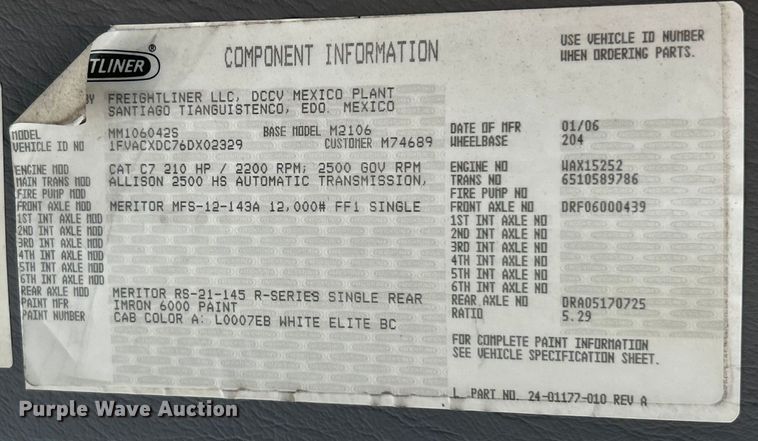 TLINER®
COMPONENT INFORMATION
USE VEHICLE ID NUMBER
WHEN ORDERING PARTS.
BY FREIGHTLINER LLC, DCCV MEXICO PLANT
SANTIAGO TIANGUISTENCO, EDO. MEXICO
MODEL MM106042S BASE MODEL M2106 DATE OF MFR 01/06
VEHICLE ID NO 1FVACXDC76DX02329 CUSTOMER M74689 WHEELBASE 204
ENGINE MOD CAT C7 210 HP / 2200 RPM; 2500 GOV RPM ENGINE NO WAX15252
MAIN TRANS MOD ALLISON 2500 HS AUTOMATIC TRANSMISSION, TRANS NO 6510589786
FIRE PUMP MOD FIRE PUMP NO
FRONT AXLE MOD MERITOR MFS-12-143A 12,000# FF1 SINGLE FRONT AXLE NO DRF06000439
1ST INT AXLE MOD 1ST INT AXLE NO
2ND INT AXLE MOD 2ND INT AXLE NO
3RD INT AXLE MOD 3RD INT AXLE NO
4TH INT AXLE MOD 4TH INT AXLE NO
5TH INT AXLE MOD 5TH INT AXLE NO
6TH INT AXLE MOD 6TH INT AXLE NO
REAR AXLE MOD MERITOR RS-21-145 R-SERIES SINGLE REAR REAR AXLE NO DRA05170725
PAINT MFR IMRON 6000 PAINT RATIO 5.29
PAINT NUMBER CAB COLOR A: L0007EB WHITE ELITE BC
FOR COMPLETE PAINT INFORMATION
SEE VEHICLE SPECIFICATION SHEET.
L PART NO. 24-01177-010 REV A
Purple Wave Auction